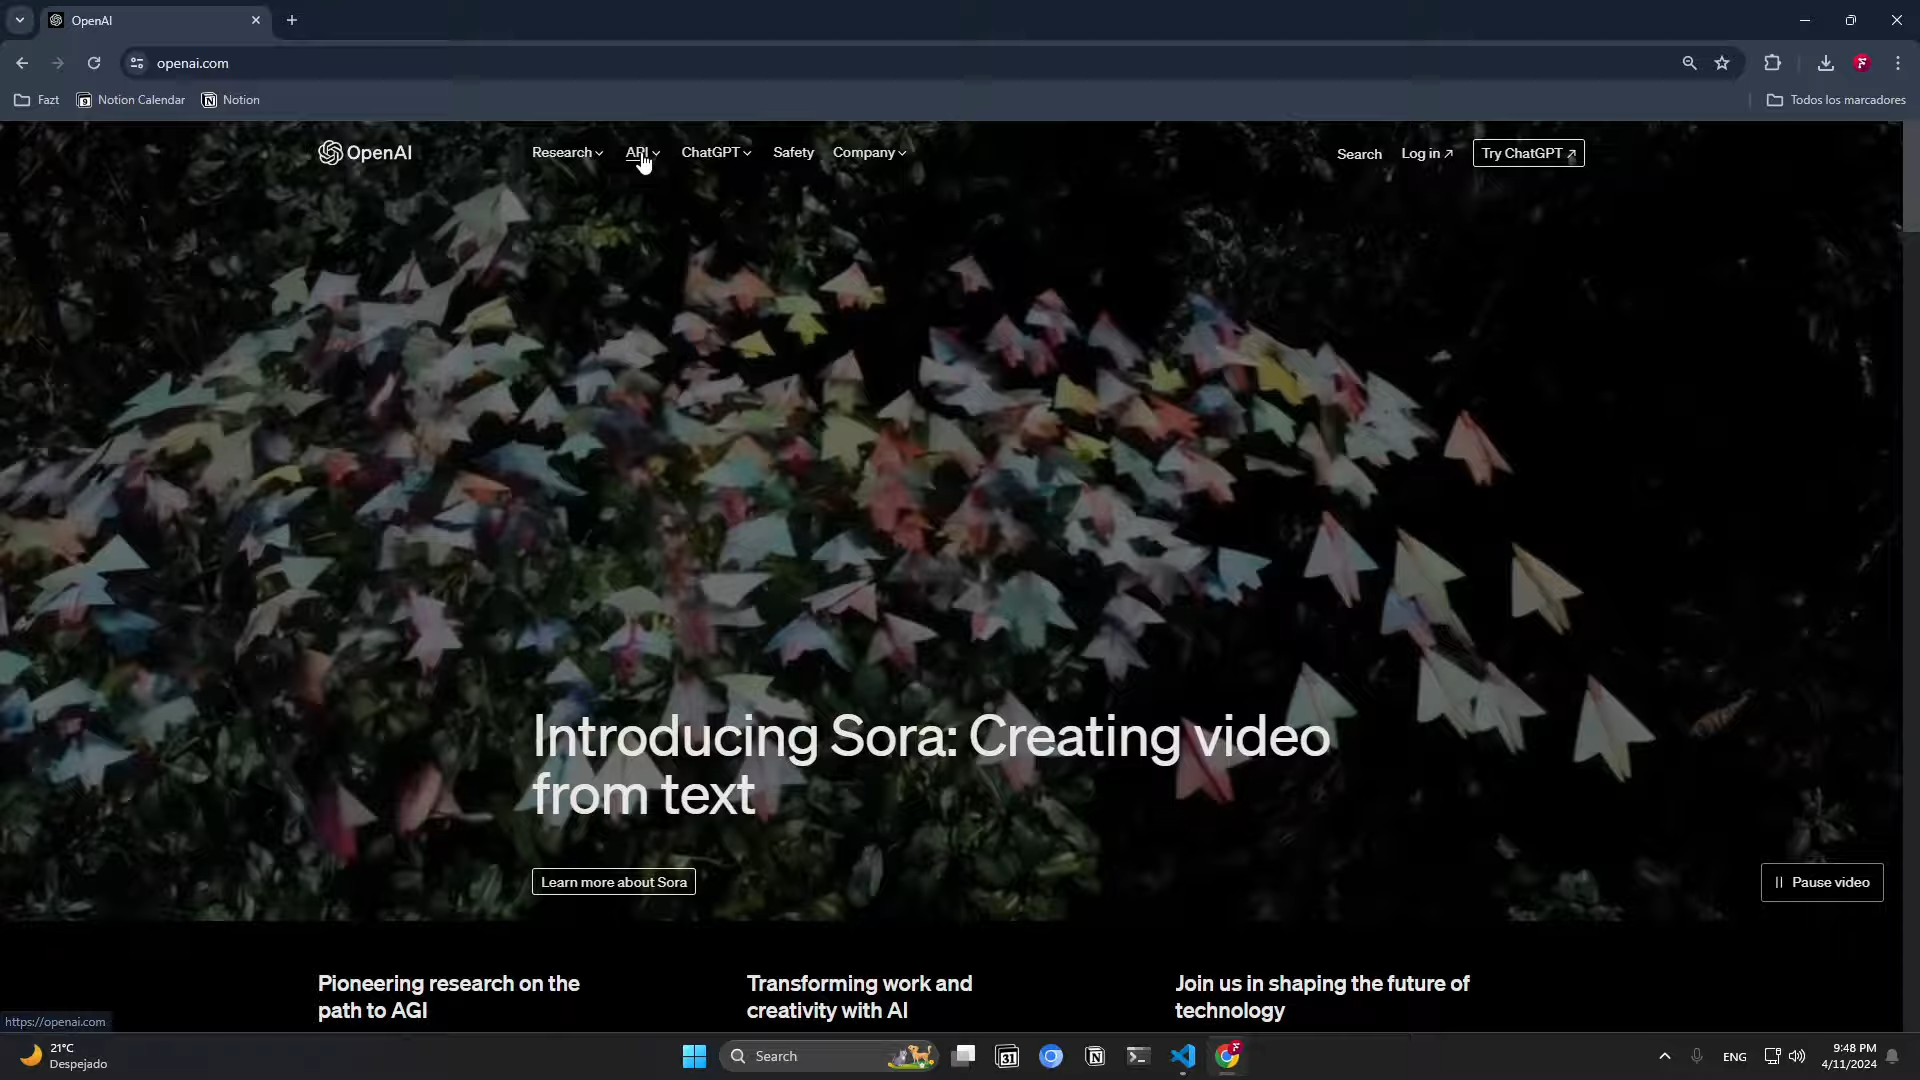 OpenAI
openai.com
Fazt
Notion Calendar
Notion
Todos los marcadores
OpenAI
Research
API
ChatGPT
Safety
Company
Search
Log in ↗
Try ChatGPT ↗
Introducing Sora: Creating video
from text
Learn more about Sora
Pause video
Pioneering research on the
path to AGI
Transforming work and
creativity with AI
Join us in shaping the future of
technology
https://openai.com
21°C
Despejado
Search
31
ENG
9:48 PM
4/11/2024